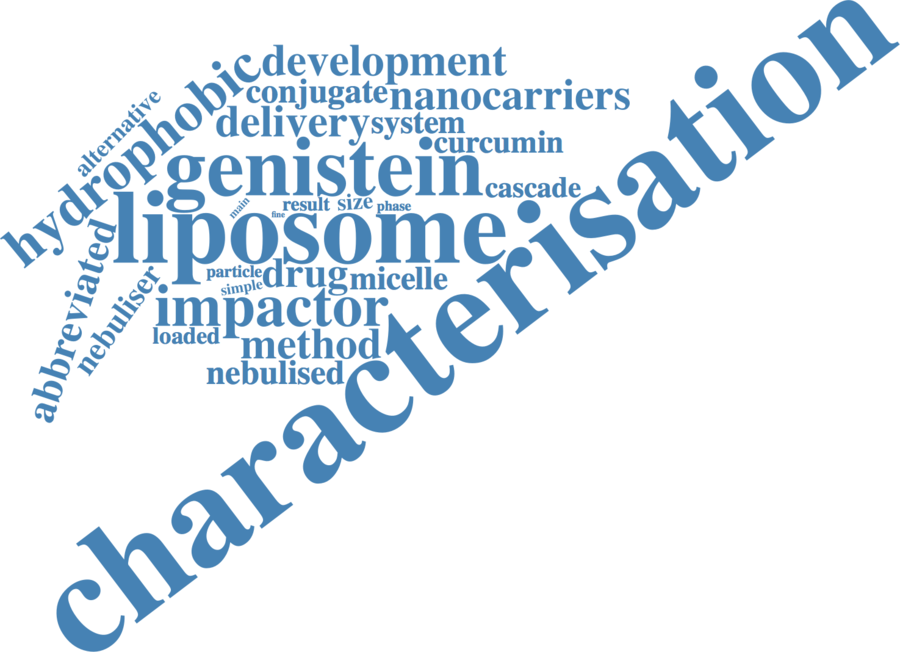 development
hydrophobic
alternative
conjugate
nanocarriers
delivery
system
curcumin
genistein
cascade
main
fine
result
size
phase
liposome
abbreviated
nebuliser
particle
simple
drug
micelle
impactor
loaded
method
nebulised
characterisation